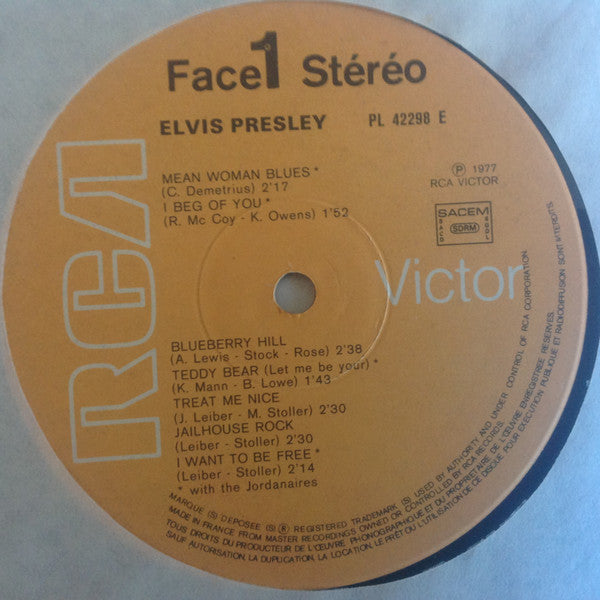 Face 1 Stéréo
ELVIS PRESLEY PL 42298 E
MEAN WOMAN BLUES *
(C. Demetrius) 2'17
I BEG OF YOU *
(R. Mc Coy - K. Owens) 1'52
Ⓟ 1977
RCA VICTOR
SACEM
SACD
SDRM
SGDL
RCA
Victor
BLUEBERRY HILL
(A. Lewis - Stock - Rose) 2'38
TEDDY BEAR (Let me be your) *
(K. Mann - B. Lowe) 1'43
TREAT ME NICE
(J. Leiber - M. Stoller) 2'30
JAILHOUSE ROCK
(Leiber - Stoller) 2'30
I WANT TO BE FREE *
(Leiber - Stoller) 2'14
* with the Jordanaires
MARQUE (S) DEPOSEE (S) ® REGISTERED TRADEMARK (S) USED BY AUTHORITY AND UNDER CONTROL OF RCA CORPORATION
MADE IN FRANCE FROM MASTER RECORDINGS OWNED OR CONTROLLED BY RCA RECORDS.
TOUS DROITS DU PRODUCTEUR DE L'ŒUVRE PHONOGRAPHIQUE ET DU PROPRIETAIRE DE L'ŒUVRE ENREGISTREE RESERVES.
SAUF AUTORISATION, LA DUPLICATION, LA LOCATION, LE PRÊT OU L'UTILISATION DE CE DISQUE POUR EXECUTION PUBLIQUE ET RADIODIFFUSION SONT INTERDITS.